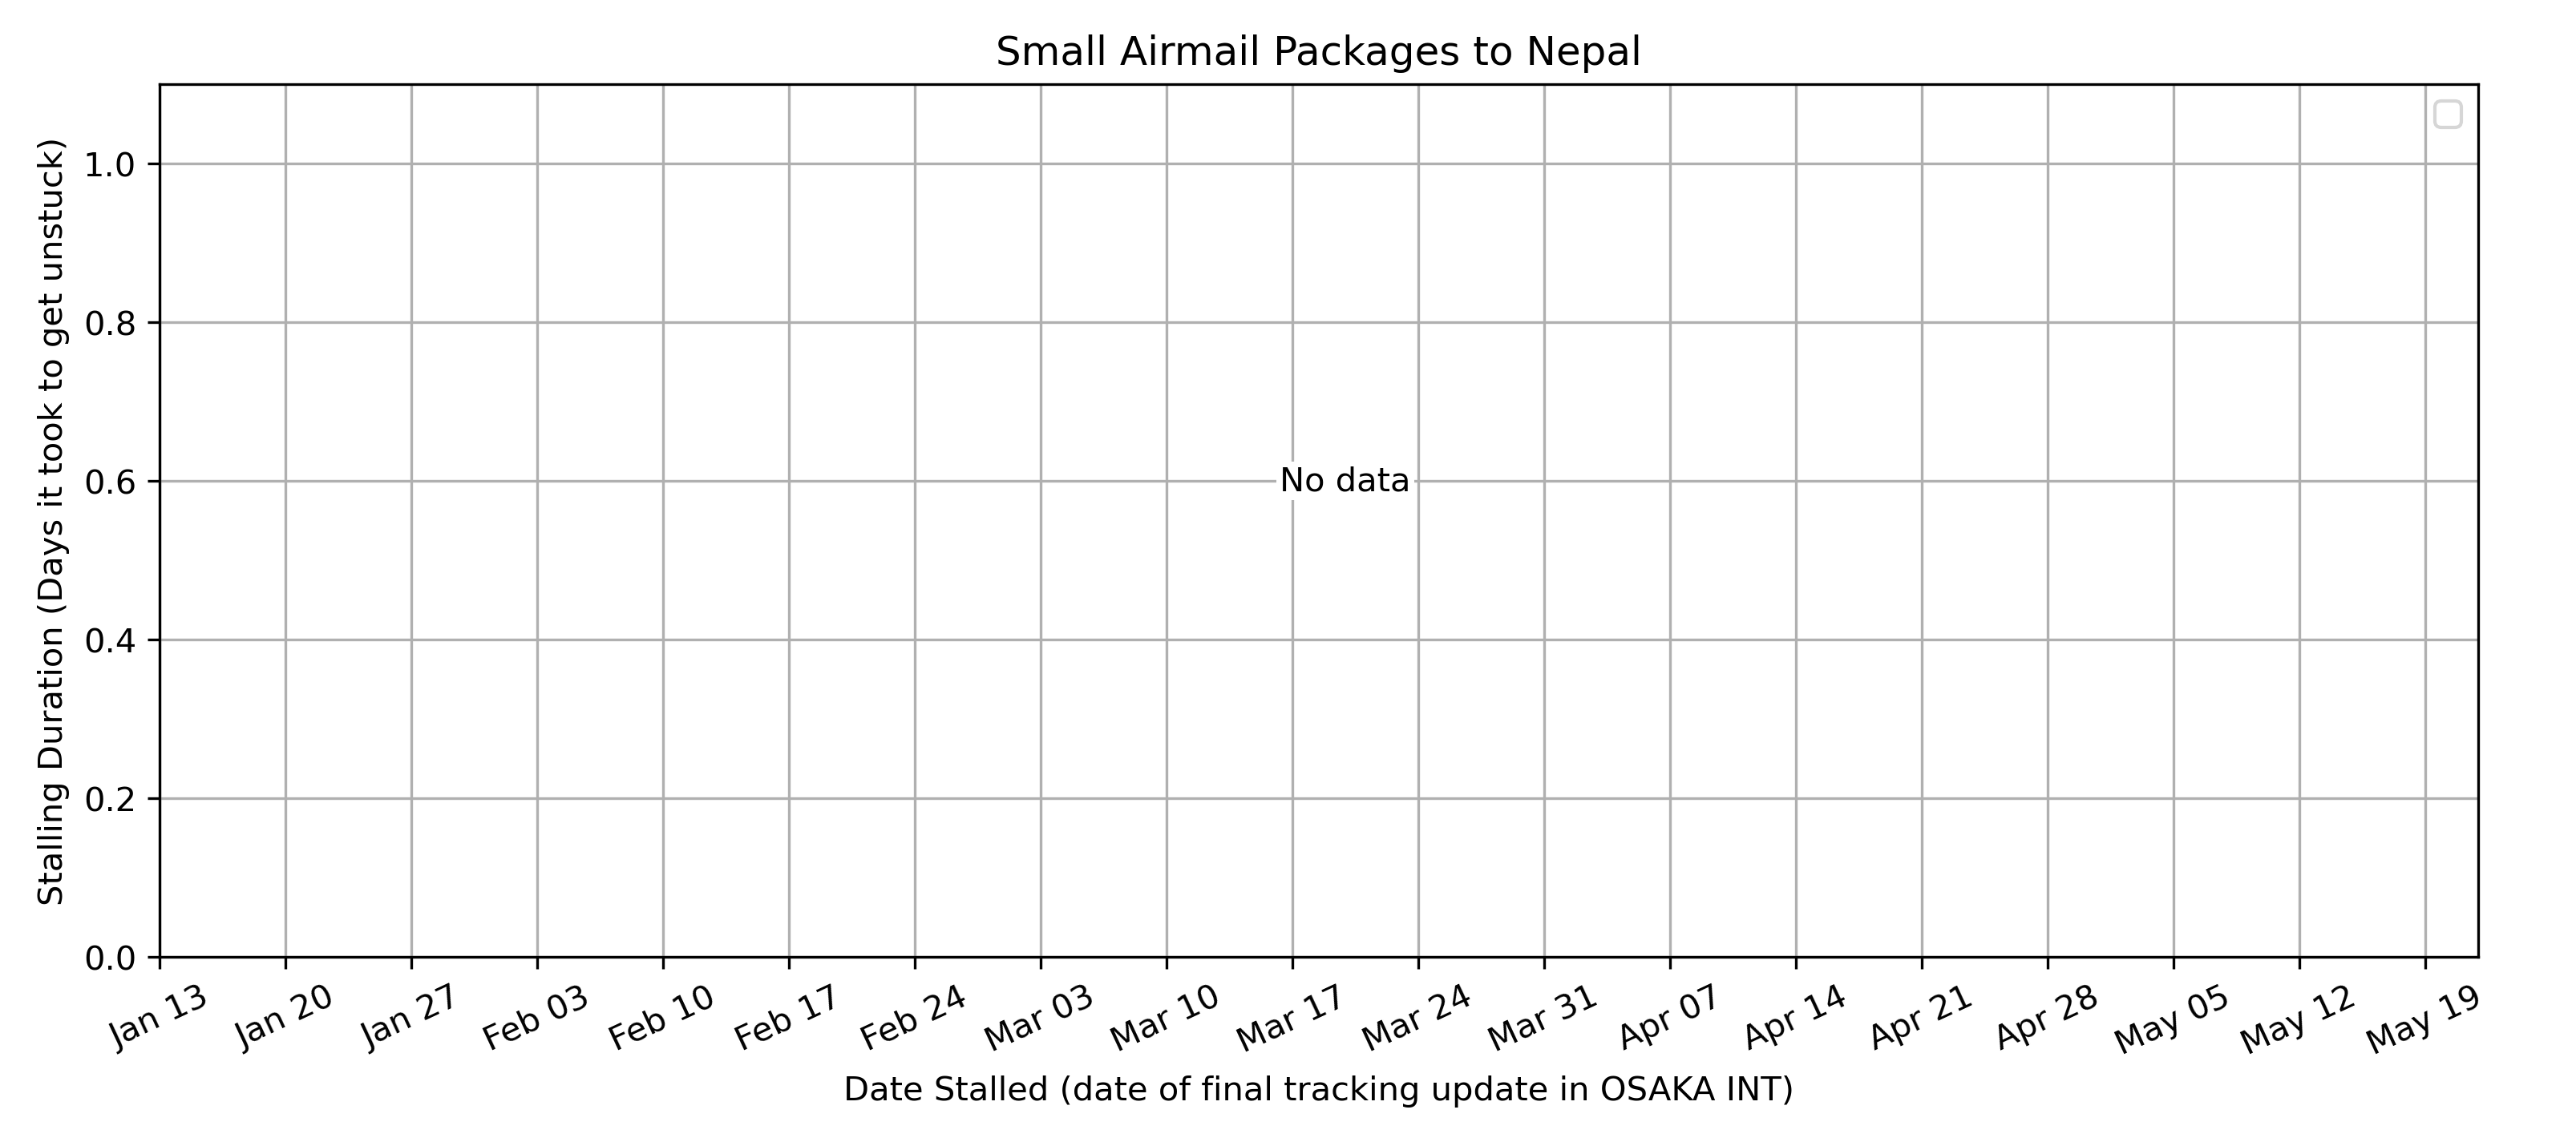 Small Airmail Packages to Nepal
Stalling Duration (Days it took to get unstuck)
1.0
0.8
0.6
0.4
0.2
0.0
No data
Jan 13 Jan 20 Jan 27 Feb 03 Feb 10 Feb 17 Feb 24 Mar 03 Mar 10 Mar 17 Mar 24 Mar 31 Apr 07 Apr 14 Apr 21 Apr 28 May 05 May 12 May 19
Date Stalled (date of final tracking update in OSAKA INT)